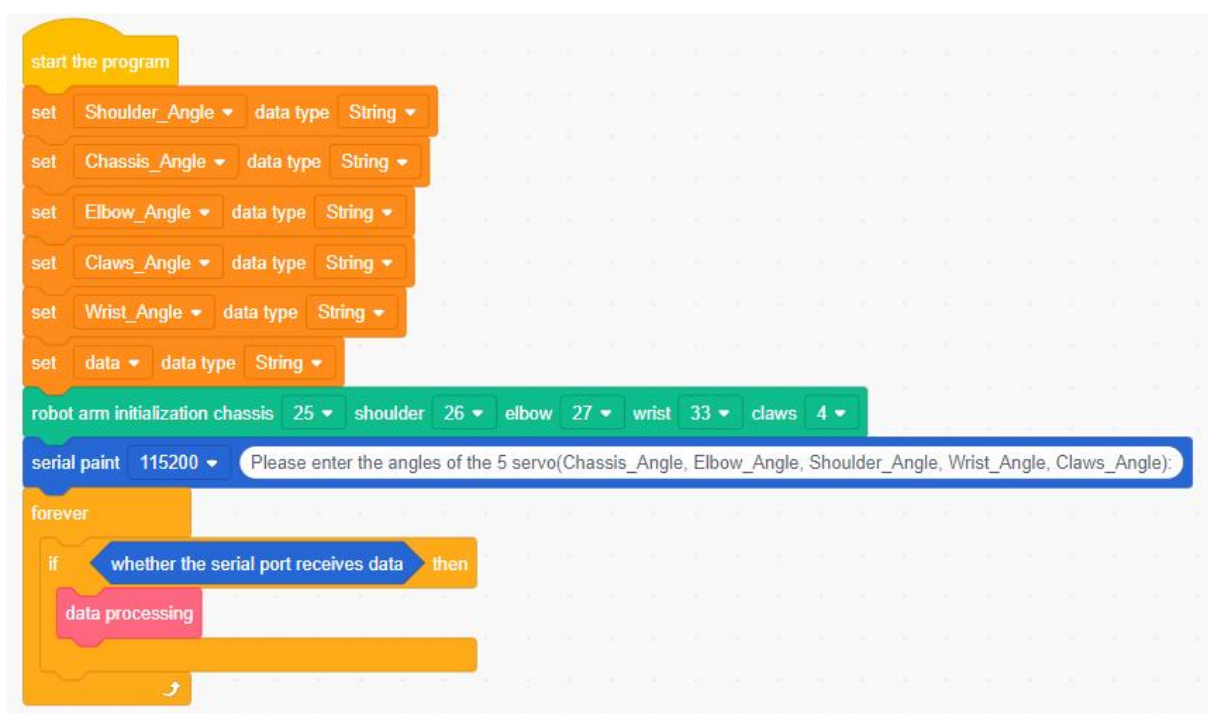 start the program
set Shoulder_Angle data type String
set Chassis_Angle data type String
set Elbow_Angle data type String
set Claws_Angle data type String
set Wrist_Angle data type String
set data data type String
robot arm initialization chassis 25 shoulder 26 elbow 27 wrist 33 claws 4
serial paint 115200 Please enter the angles of the 5 servo(Chassis_Angle, Elbow_Angle, Shoulder_Angle, Wrist_Angle, Claws_Angle):
forever
if whether the serial port receives data then
data processing